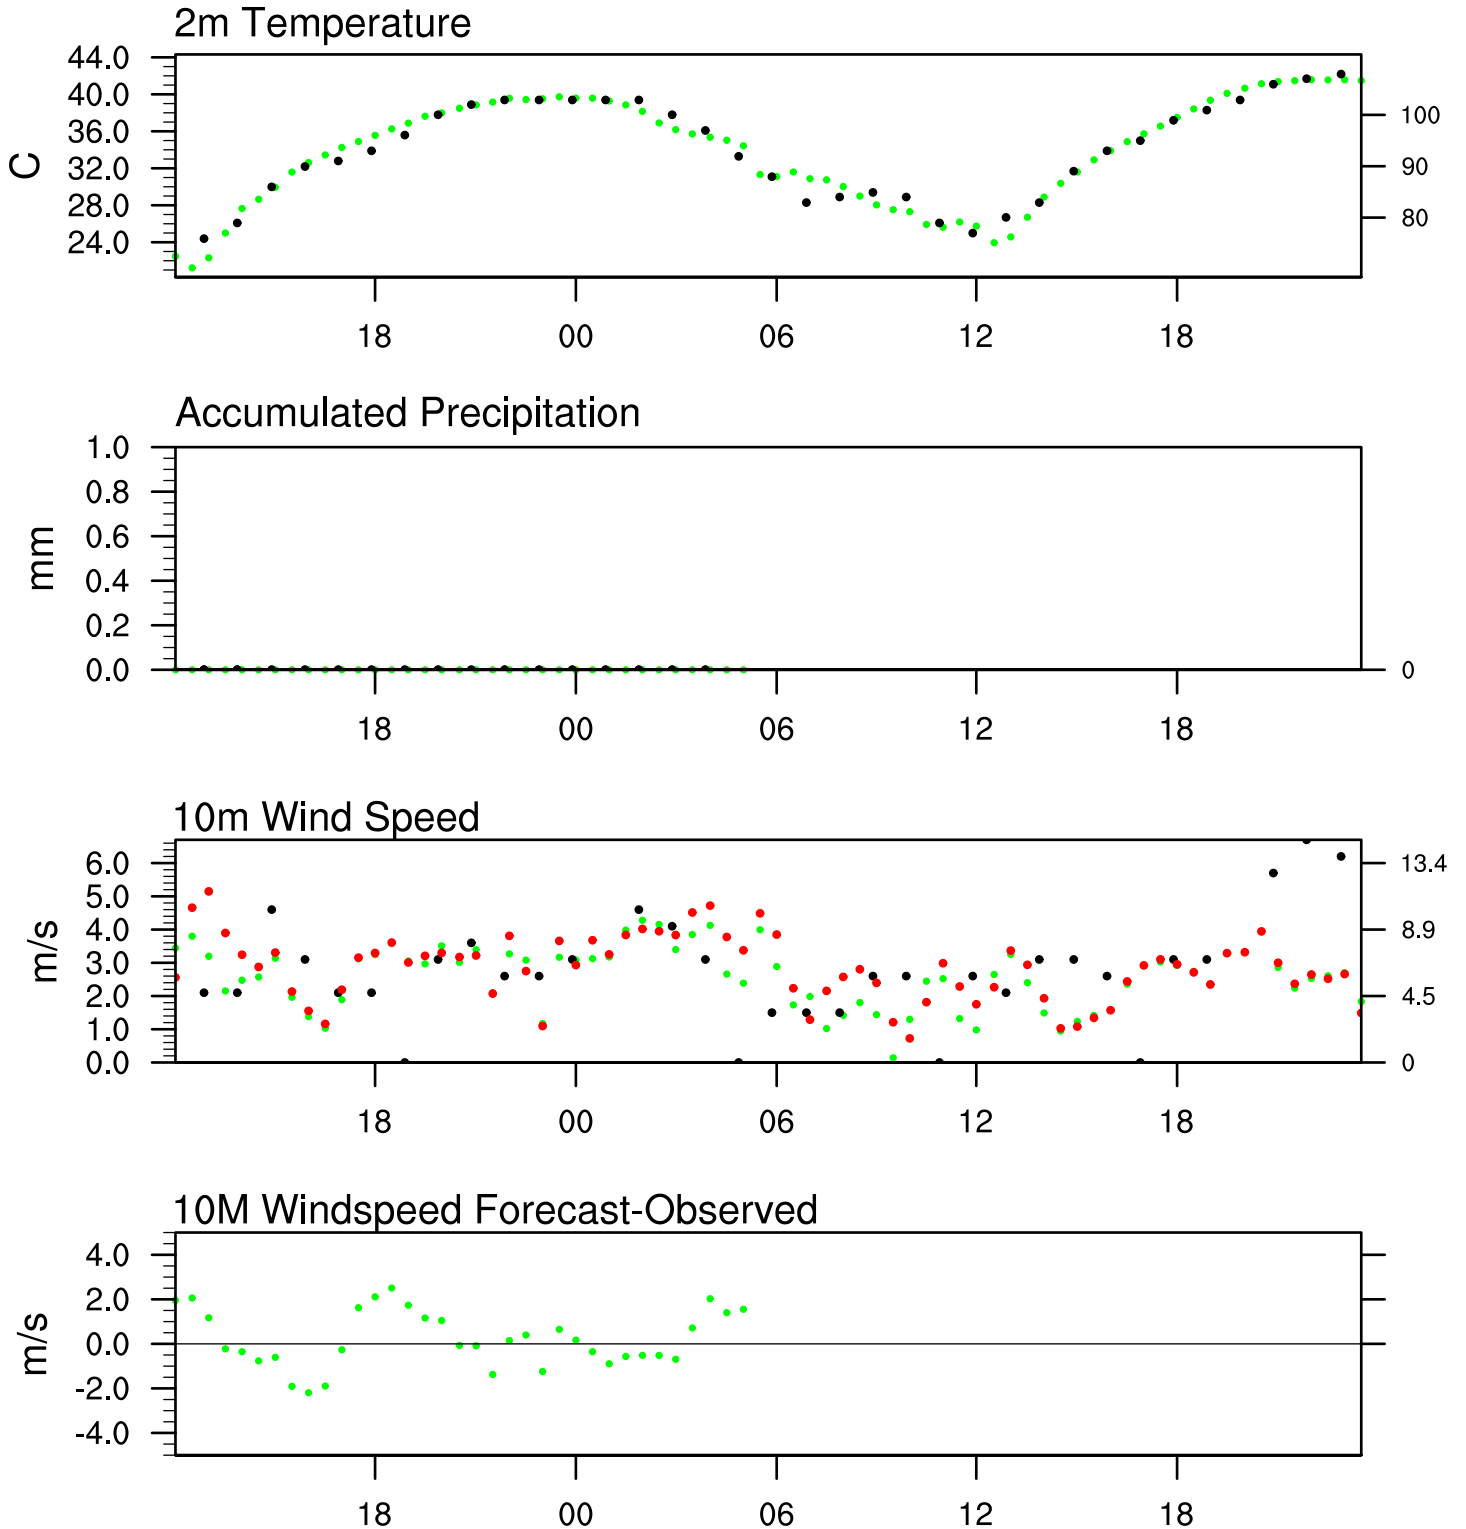 2m Temperature
44.0
40.0
36.0
32.0
28.0
24.0
C
100
90
80
18 00 06 12 18
Accumulated Precipitation
1.0
0.8
0.6
0.4
0.2
0.0
mm
0
18 00 06 12 18
10m Wind Speed
6.0
5.0
4.0
3.0
2.0
1.0
0.0
m/s
13.4
8.9
4.5
0
18 00 06 12 18
10M Windspeed Forecast-Observed
4.0
2.0
0.0
-2.0
-4.0
m/s
18 00 06 12 18